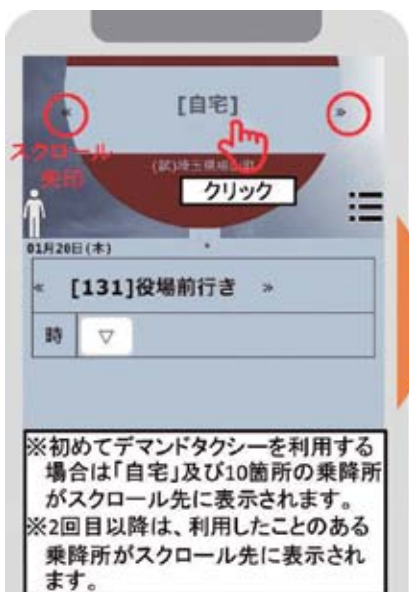 « [自宅] »
スクロール
矢印
クリック
01月20日(木)
« [131]役場前行き »
時 ▽
※初めてデマンドタクシーを利用する
場合は「自宅」及び10箇所の乗降所
がスクロール先に表示されます。
※2回目以降は、利用したことのある
乗降所がスクロール先に表示され
ます。